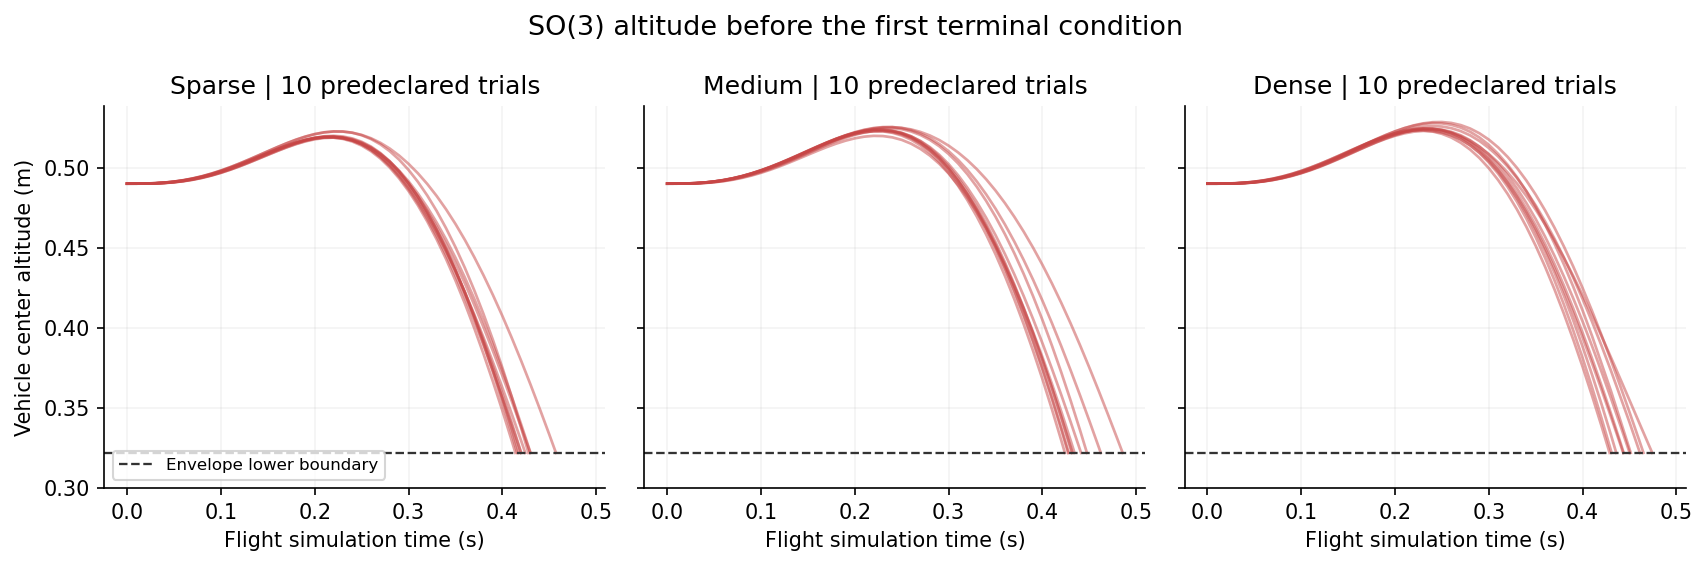 SO(3) altitude before the first terminal condition
Sparse | 10 predeclared trials
Medium | 10 predeclared trials
Dense | 10 predeclared trials
Vehicle center altitude (m)
0.50
0.45
0.40
0.35
0.30
Envelope lower boundary
0.0 0.1 0.2 0.3 0.4 0.5
0.0 0.1 0.2 0.3 0.4 0.5
0.0 0.1 0.2 0.3 0.4 0.5
Flight simulation time (s)
Flight simulation time (s)
Flight simulation time (s)